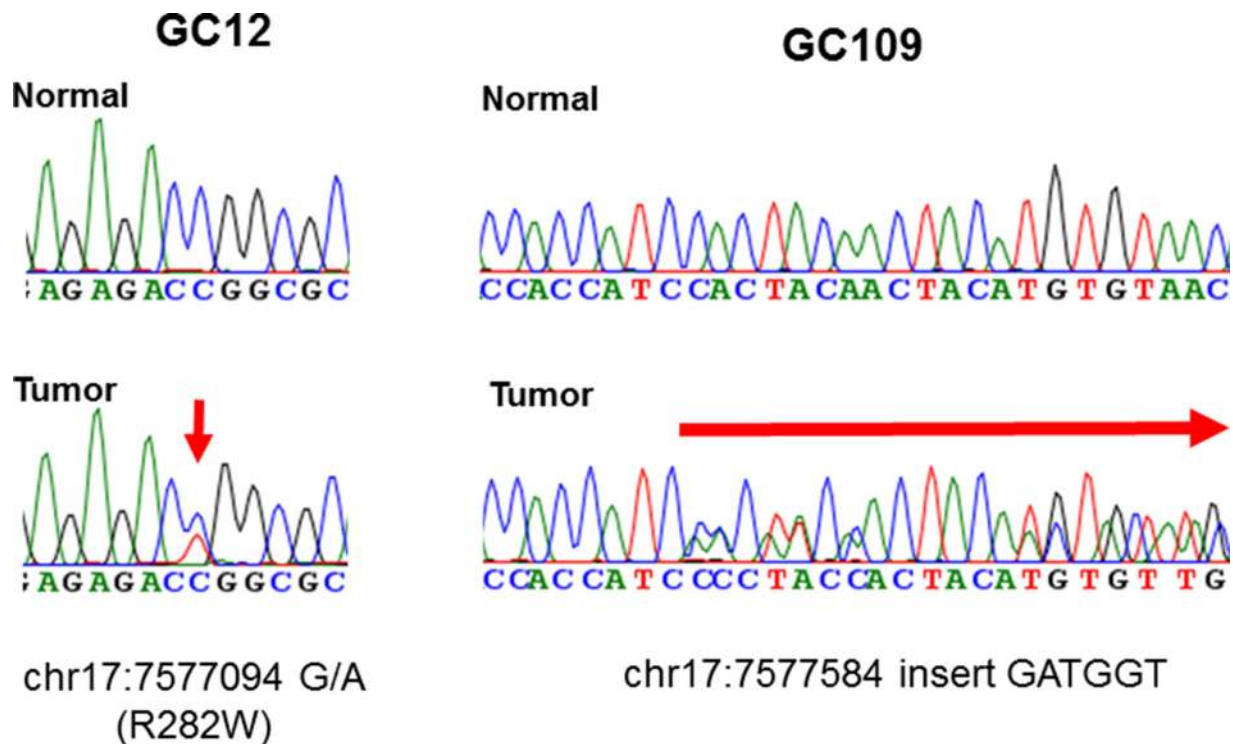 GC12
GC109
Normal
Normal
AGAGACCGGCGC
CCACCATCCACTACAACTACATGTGTAAC
Tumor
Tumor
AGAGACCGGCGC
CCACCATCCCCTACCACTACATGTGTTG
chr17:7577094 G/A
(R282W)
chr17:7577584 insert GATGGT